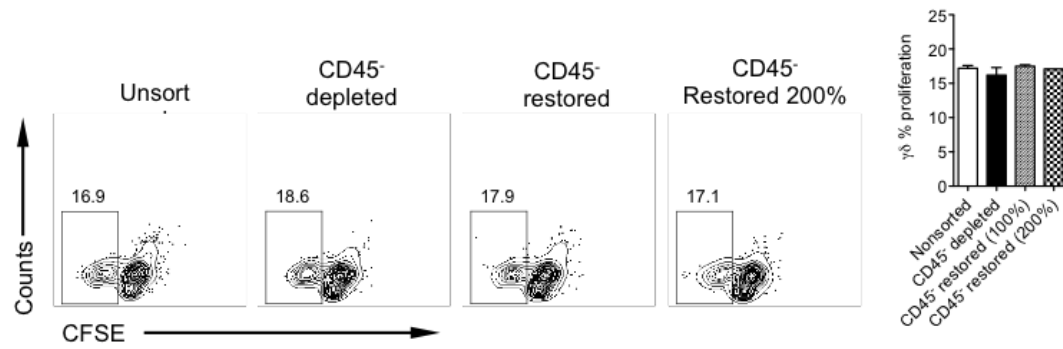 Unsort
CD45-
depleted
CD45-
restored
CD45-
Restored 200%
16.9
18.6
17.9
17.1
Counts
CFSE
γδ % proliferation
25
20
15
10
5
0
Nonsorted
CD45- depleted
CD45- restored (100%)
CD45- restored (200%)